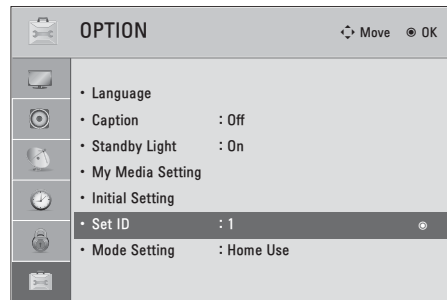 OPTION Move OK
• Language
• Caption : Off
• Standby Light : On
• My Media Setting
• Initial Setting
• Set ID : 1
• Mode Setting : Home Use